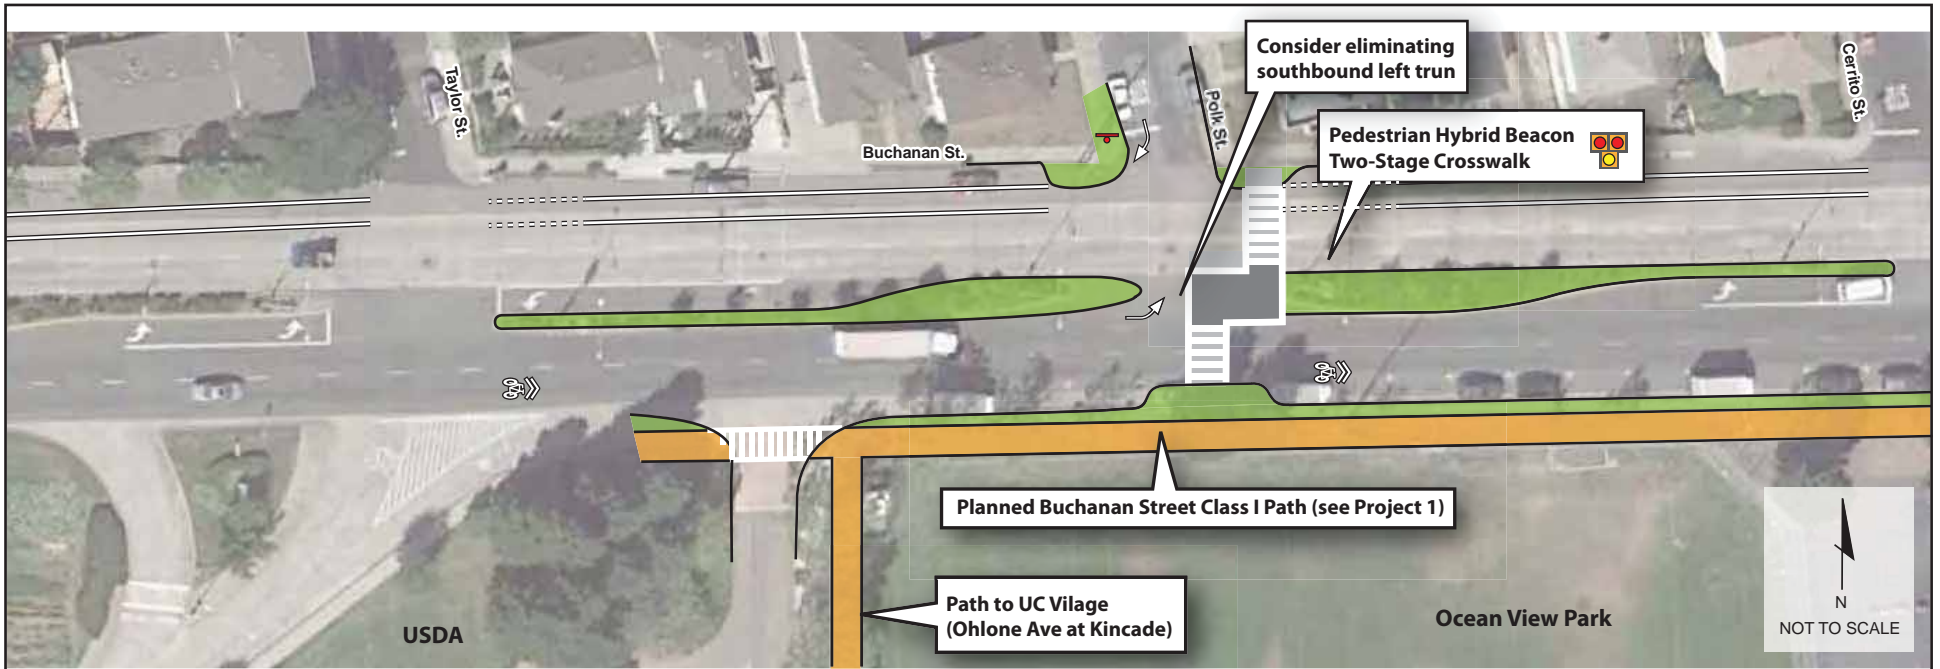 Consider eliminating
southbound left trun
Taylor St.
Polk St.
Cerrito St.
Buchanan St.
Pedestrian Hybrid Beacon
Two-Stage Crosswalk
Planned Buchanan Street Class I Path (see Project 1)
Path to UC Vilage
(Ohlone Ave at Kincade)
USDA
Ocean View Park
N
NOT TO SCALE